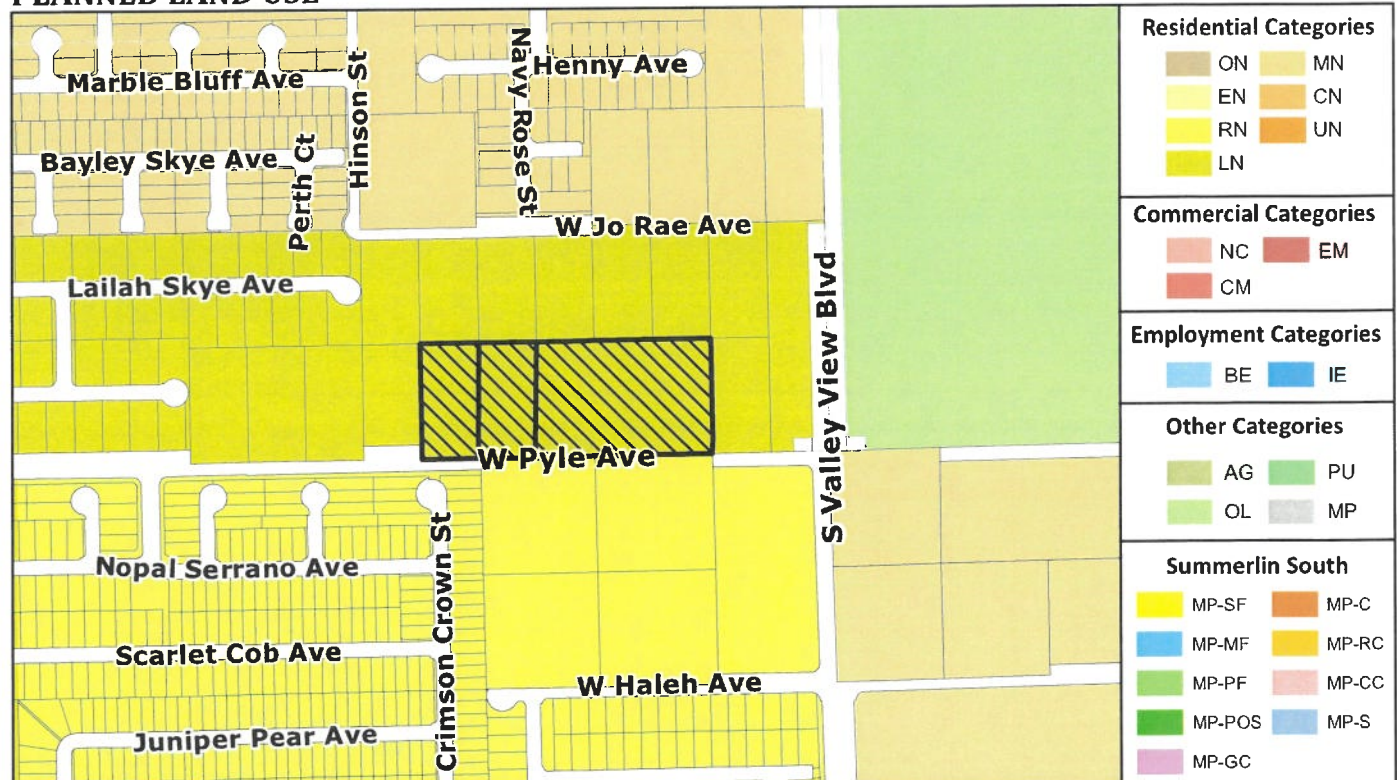 PLANNED LAND USE
Marble Bluff Ave
Hinson St
Navy Rose St
Henny Ave
Bayley Skye Ave
Perth Ct
W Jo Rae Ave
Lailah Skye Ave
S Valley View Blvd
W Pyle Ave
Crimson Crown St
Nopal Serrano Ave
Scarlet Cob Ave
W Haleh Ave
Juniper Pear Ave
Residential Categories
ON MN
EN CN
RN UN
LN
Commercial Categories
NC EM
CM
Employment Categories
BE IE
Other Categories
AG PU
OL MP
Summerlin South
MP-SF MP-C
MP-MF MP-RC
MP-PF MP-CC
MP-POS MP-S
MP-GC